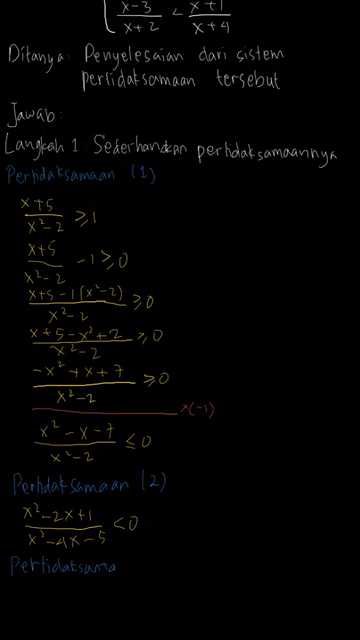 x-3/x+2 < x+1/x+4
Ditanya: Penyelesaian dari sistem
pertidaksamaan tersebut
Jawab:
Langkah 1: Sederhanakan pertidaksamaannya
Pertidaksamaan (1)
x+5/x²-2 ≥ 1
x+5/x²-2 -1 ≥ 0
x+5-1(x²-2)/x²-2 ≥ 0
x+5-x²+2/x²-2 ≥ 0
-x²+x+7/x²-2 ≥ 0
x(-1)
x²-x-7/x²-2 ≤ 0
Pertidaksamaan (2)
x²-2x+1/x²-4x-5 < 0
Pertidaksama